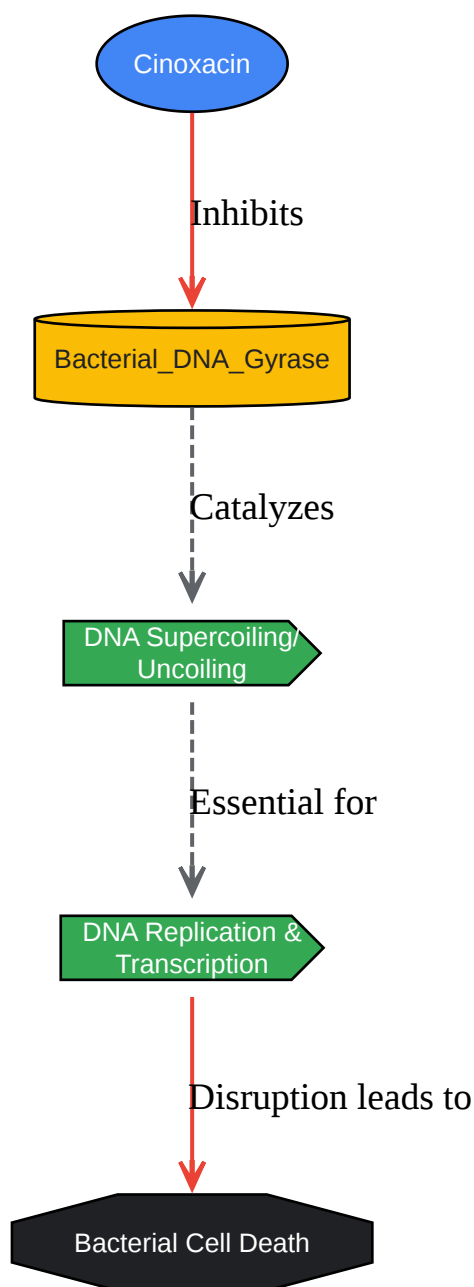 Cinoxacin
Inhibits
Bacterial_DNA_Gyrase
Catalyzes
DNA Supercoiling/
Uncoiling
Essential for
DNA Replication &
Transcription
Disruption leads to
Bacterial Cell Death